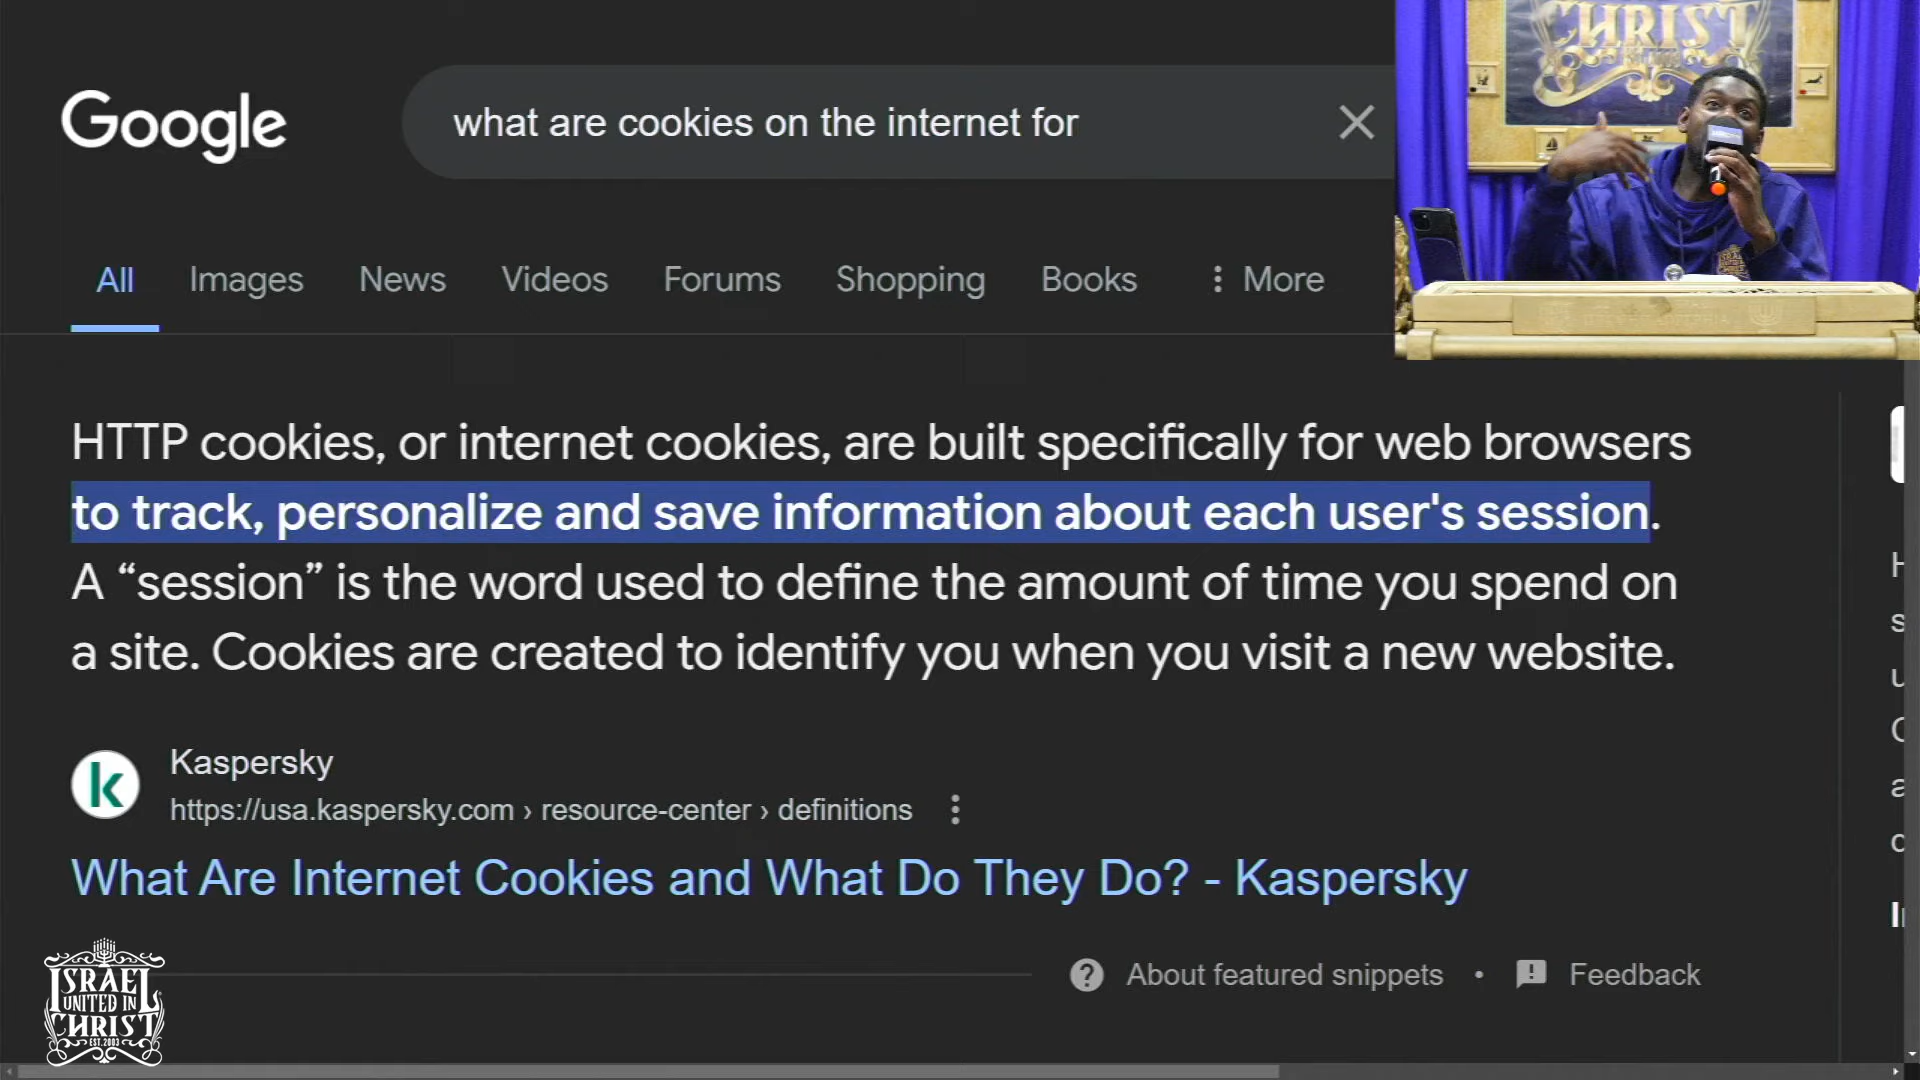 Google
what are cookies on the internet for
All Images News Videos Forums Shopping Books More
HTTP cookies, or internet cookies, are built specifically for web browsers
to track, personalize and save information about each user's session.
A “session” is the word used to define the amount of time you spend on
a site. Cookies are created to identify you when you visit a new website.
Kaspersky
https://usa.kaspersky.com › resource-center › definitions
What Are Internet Cookies and What Do They Do? - Kaspersky
About featured snippets • Feedback
CHRIST
ISRAEL
UNITED IN
CHRIST
EST.2003